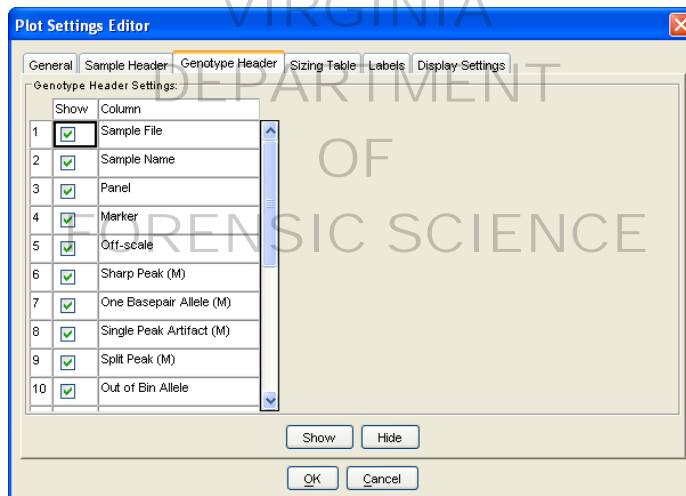 Plot Settings Editor
VIRGINIA
General Sample Header Genotype Header Sizing Table Labels Display Settings
Genotype Header Settings:
DEPARTMENT
Show Column
1 Sample File
2 Sample Name
OF
3 Panel
4 Marker
FORENSIC SCIENCE
5 Off-scale
6 Sharp Peak (M)
7 One Basepair Allele (M)
8 Single Peak Artifact (M)
9 Split Peak (M)
10 Out of Bin Allele
Show Hide
OK Cancel